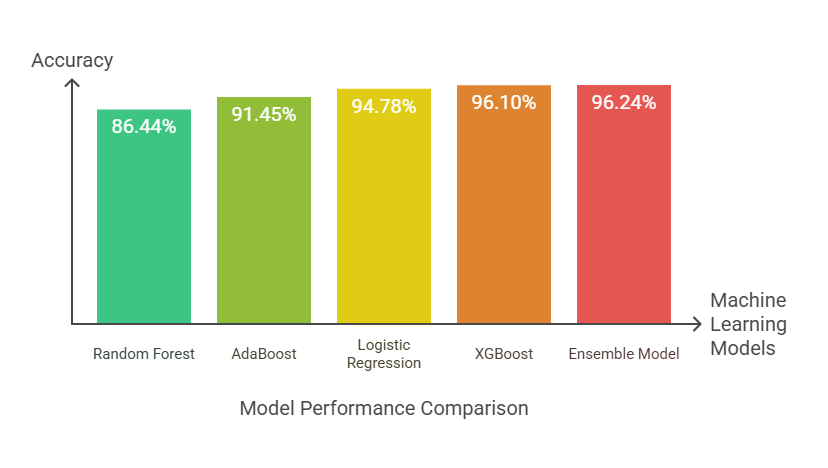 Accuracy
86.44%
91.45%
94.78%
96.10%
96.24%
Machine
Learning
Models
Random Forest
AdaBoost
Logistic
Regression
XGBoost
Ensemble Model
Model Performance Comparison